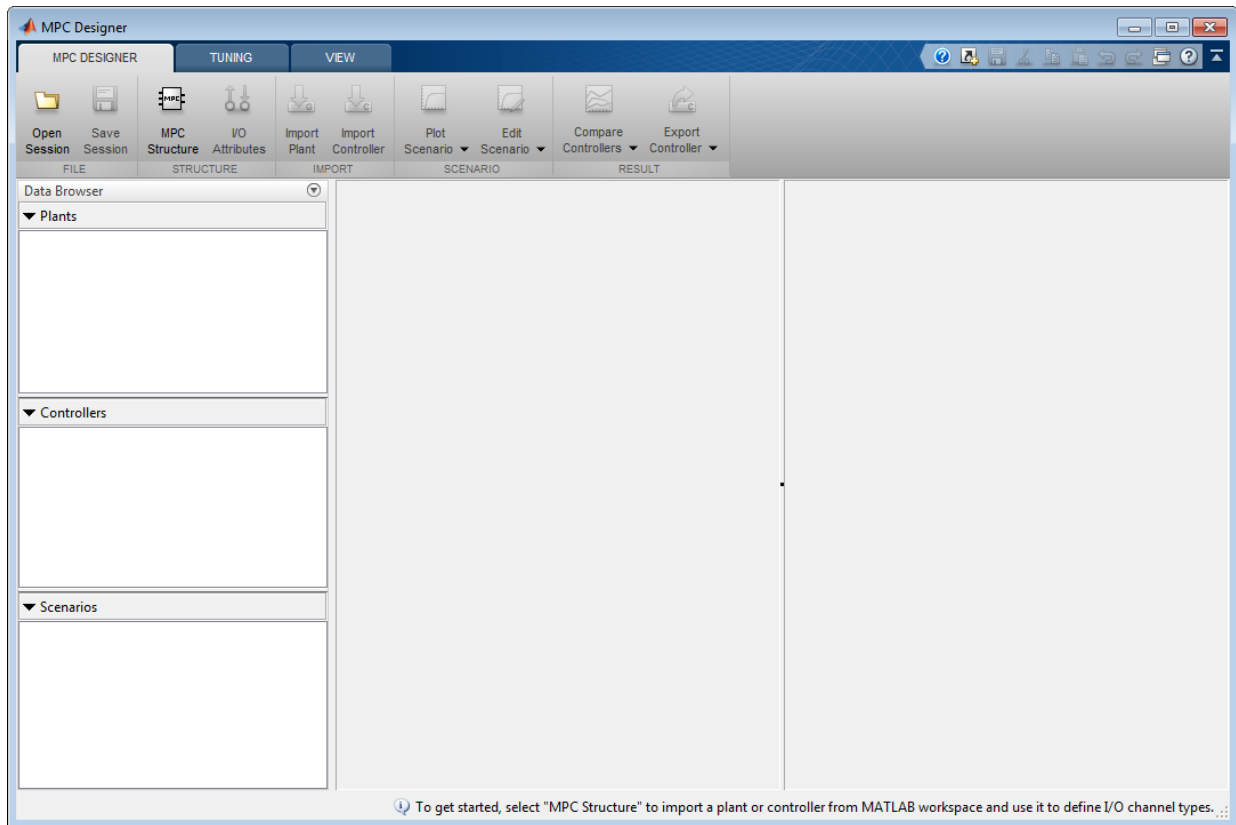 MPC Designer
MPC DESIGNER TUNING VIEW
Open Session
Save Session
MPC Structure
I/O Attributes
Import Plant
Import Controller
Plot Scenario
Edit Scenario
Compare Controllers
Export Controller
FILE STRUCTURE IMPORT SCENARIO RESULT
Data Browser
Plants
Controllers
Scenarios
To get started, select "MPC Structure" to import a plant or controller from MATLAB workspace and use it to define I/O channel types.